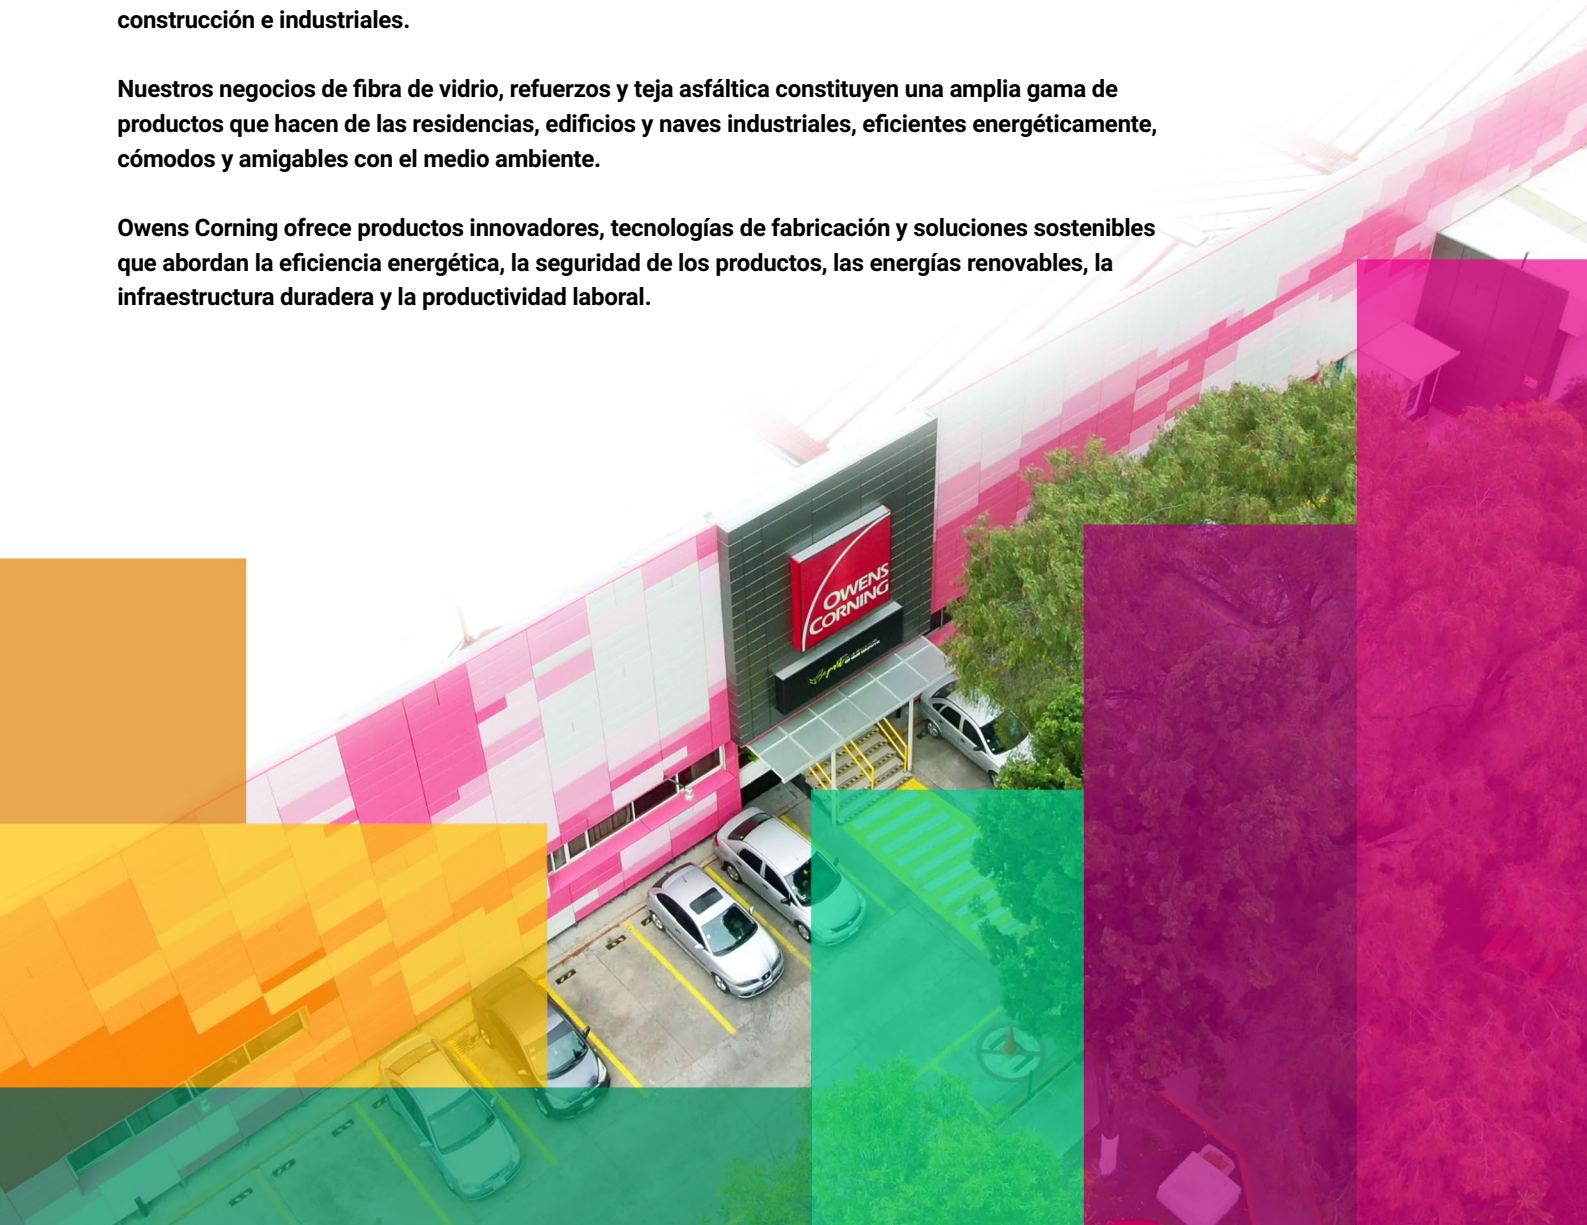 construcción e industriales.
Nuestros negocios de fibra de vidrio, refuerzos y teja asfáltica constituyen una amplia gama de
productos que hacen de las residencias, edificios y naves industriales, eficientes energéticamente,
cómodos y amigables con el medio ambiente.
Owens Corning ofrece productos innovadores, tecnologías de fabricación y soluciones sostenibles
que abordan la eficiencia energética, la seguridad de los productos, las energías renovables, la
infraestructura duradera y la productividad laboral.
OWENS
CORNING